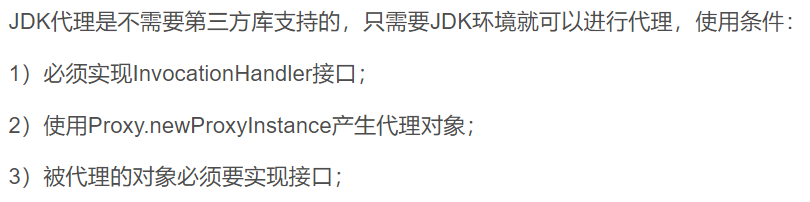 JDK代理是不需要第三方库支持的，只需要JDK环境就可以进行代理，使用条件：
1）必须实现InvocationHandler接口；
2）使用Proxy.newProxyInstance产生代理对象；
3）被代理的对象必须要实现接口；